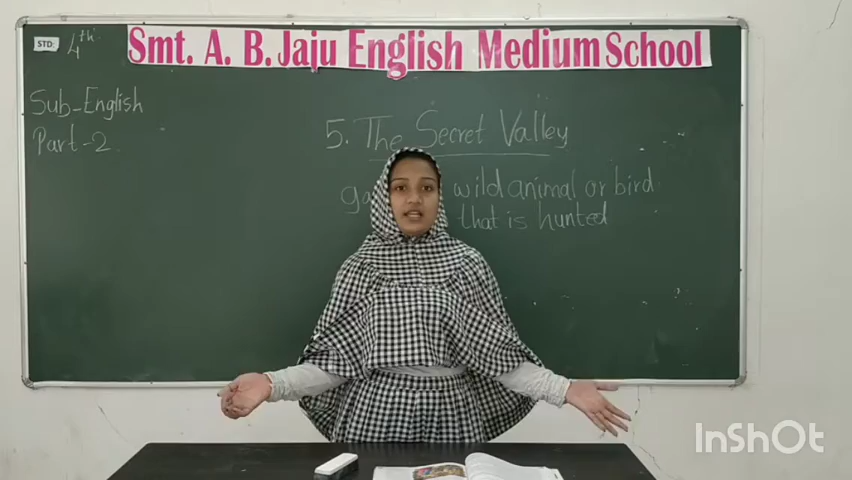 STD: 4th
Smt. A. B. Jaju English Medium School
Sub-English
Part-2
5. The Secret Valley
wild animal or bird
that is hunted
InShOt